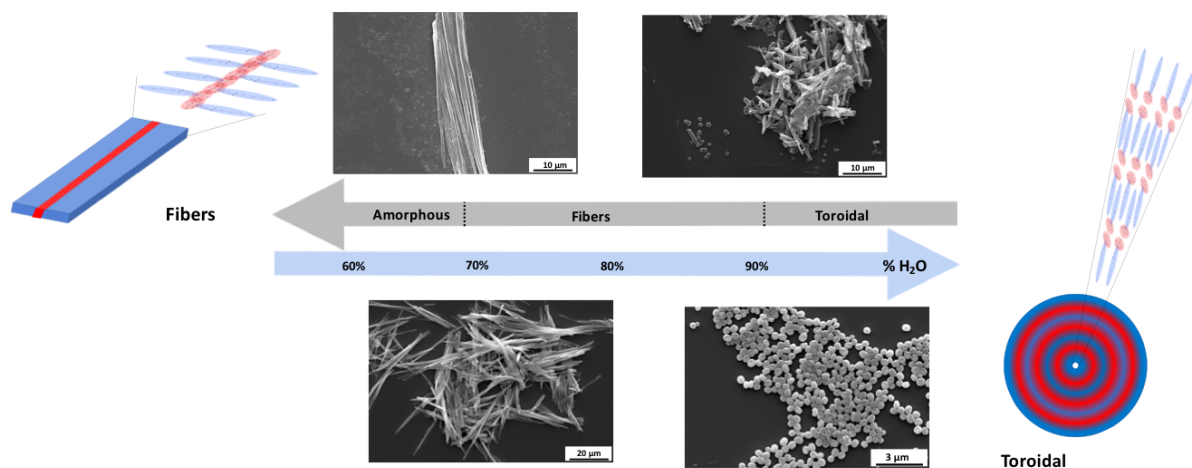 10 µm
10 µm
Fibers
Amorphous
Fibers
Toroidal
60%
70%
80%
90%
% H₂O
20 µm
3 µm
Toroidal